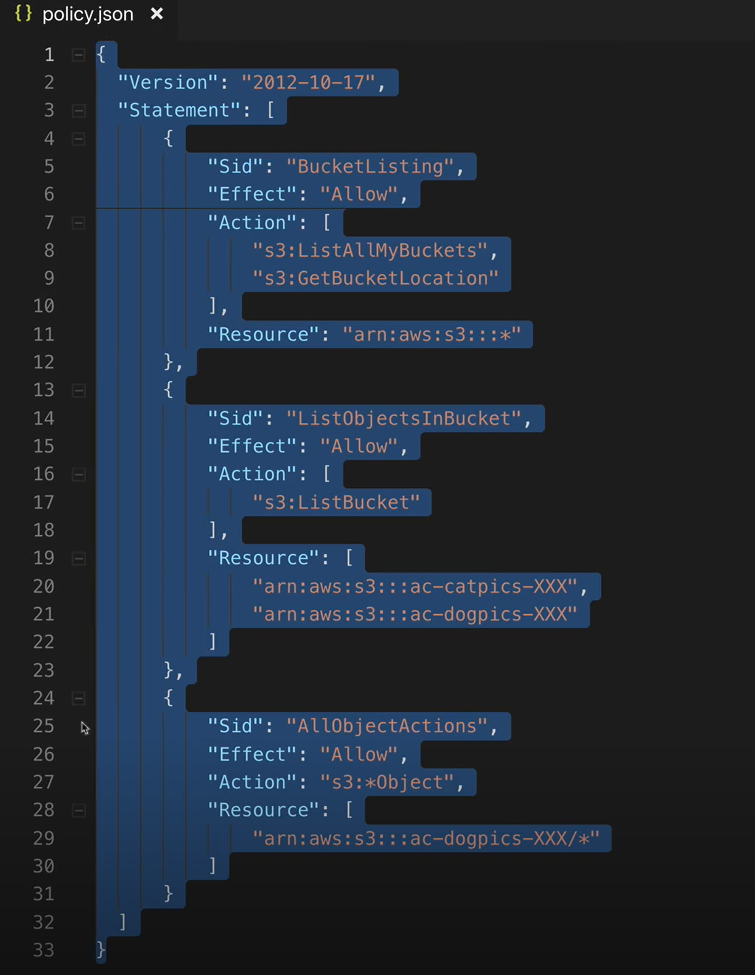 {} policy.json ×
1 {
2 "Version": "2012-10-17",
3 "Statement": [
4 {
5 "Sid": "BucketListing",
6 "Effect": "Allow",
7 "Action": [
8 "s3:ListAllMyBuckets",
9 "s3:GetBucketLocation"
10 ],
11 "Resource": "arn:aws:s3:::*"
12 },
13 {
14 "Sid": "ListObjectsInBucket",
15 "Effect": "Allow",
16 "Action": [
17 "s3:ListBucket"
18 ],
19 "Resource": [
20 "arn:aws:s3:::ac-catpics-XXX",
21 "arn:aws:s3:::ac-dogpics-XXX"
22 ]
23 },
24 {
25 "Sid": "AllObjectActions",
26 "Effect": "Allow",
27 "Action": "s3:*Object",
28 "Resource": [
29 "arn:aws:s3:::ac-dogpics-XXX/*"
30 ]
31 }
32 ]
33 }